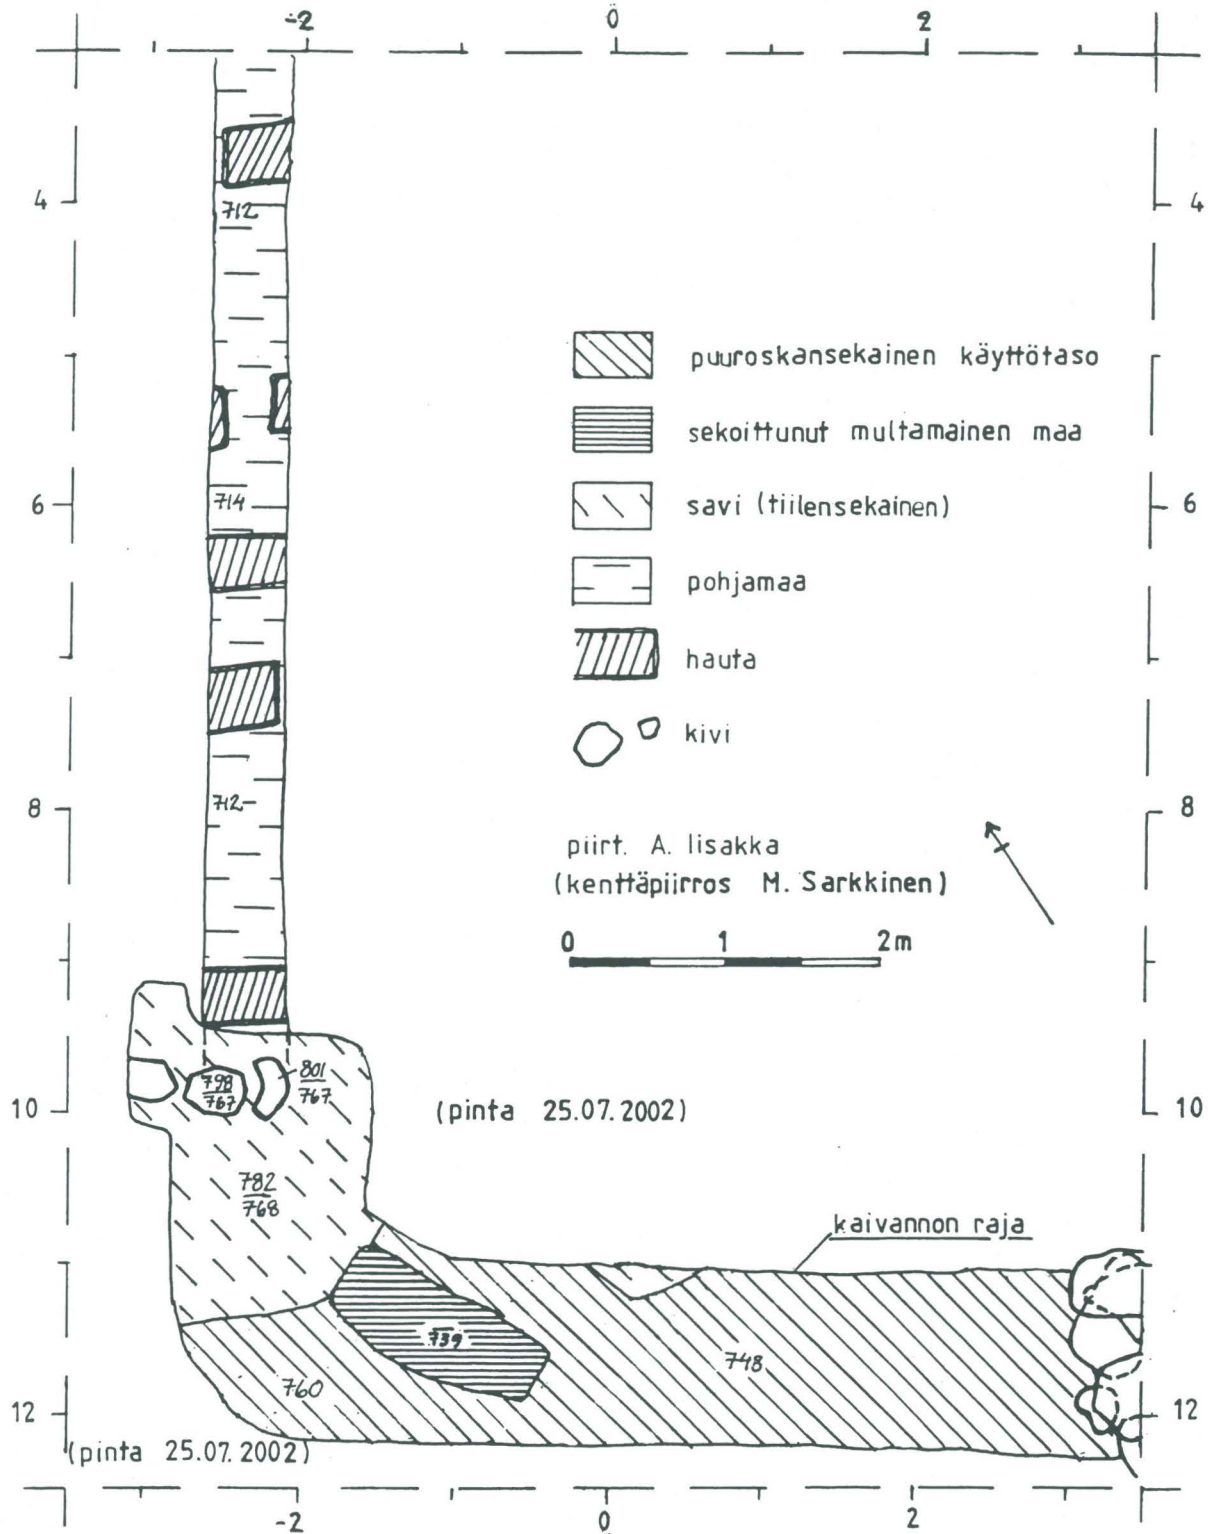 -2 0 2
4 712 4
puuroskansekainen käyttötaso
sekoittunut multamainen maa
6 714 savi (tiilensekainen) 6
pohjamaa
hauta
kivi
8 712 8
piirt. A. Iisakka
(kenttäpiirros M. Sarkkinen)
0 1 2m
798
767
801
767
10 (pinta 25.07.2002) 10
782
768
kaivannon raja
739
748
760
12 12
(pinta 25.07.2002)
-2 0 2